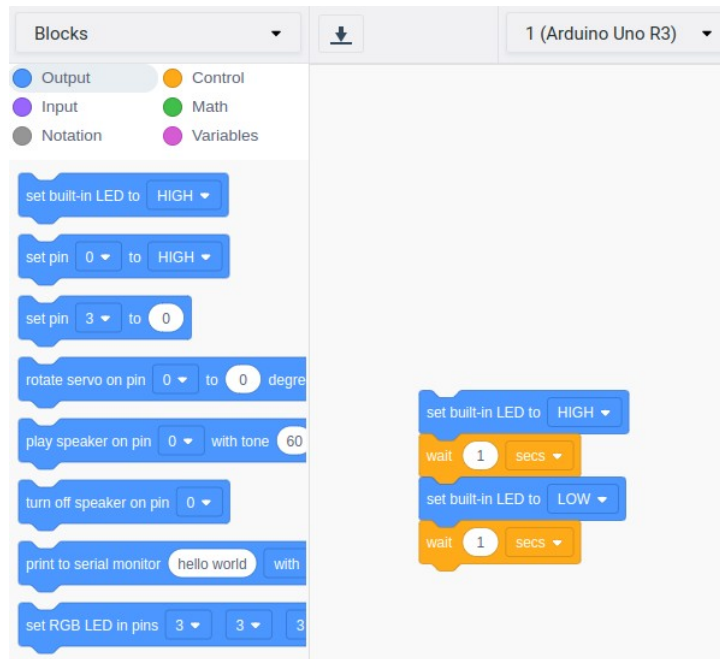 Blocks
1 (Arduino Uno R3)
Output
Control
Input
Math
Notation
Variables
set built-in LED to HIGH
set pin 0 to HIGH
set pin 3 to 0
rotate servo on pin 0 to 0 degre
play speaker on pin 0 with tone 60
turn off speaker on pin 0
print to serial monitor hello world with
set RGB LED in pins 3 3 3
set built-in LED to HIGH
wait 1 secs
set built-in LED to LOW
wait 1 secs